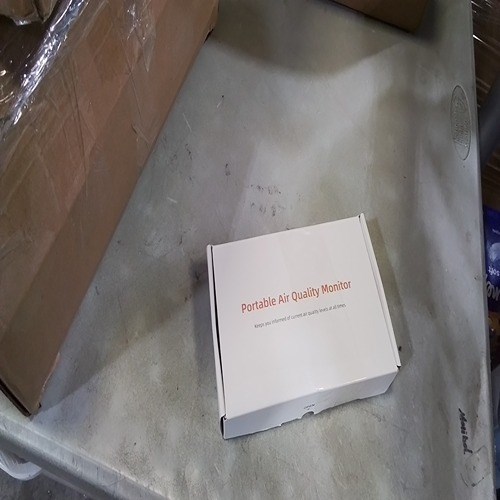 Portable Air Quality Monitor
Keeps you informed of current air quality levels at all times